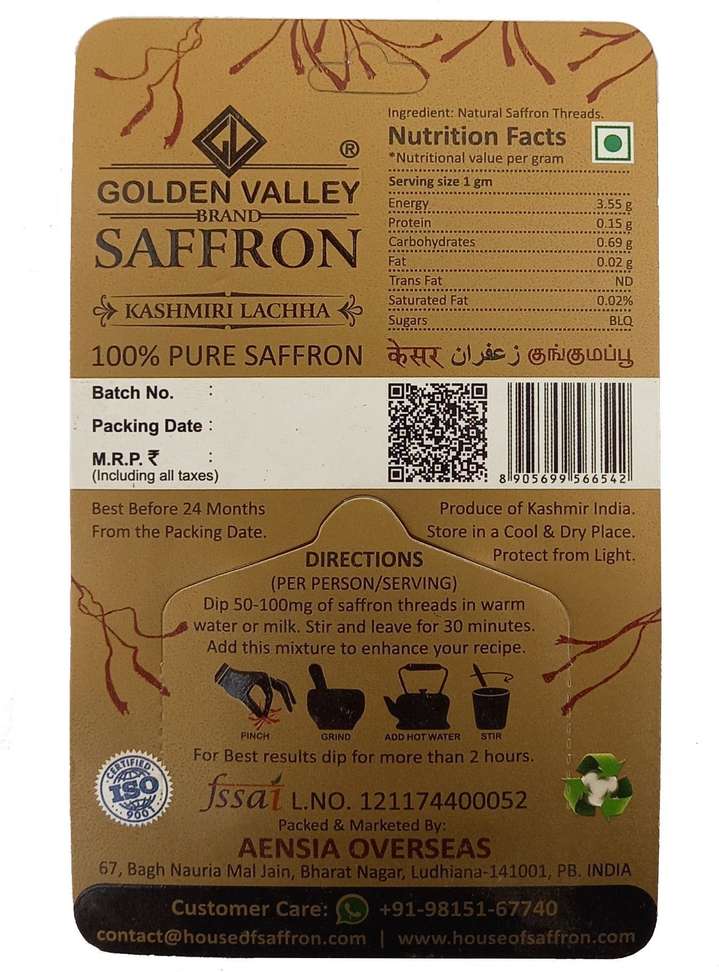 GL
®
GOLDEN VALLEY
BRAND
SAFFRON
KASHMIRI LACHHA
100% PURE SAFFRON
Ingredient: Natural Saffron Threads.
Nutrition Facts
*Nutritional value per gram
Serving size 1 gm
Energy 3.55 g
Protein 0.15 g
Carbohydrates 0.69 g
Fat 0.02 g
Trans Fat ND
Saturated Fat 0.02%
Sugars BLQ
केसर زعفران குங்குமப்பூ
Batch No. :
Packing Date :
M.R.P. ₹ :
(Including all taxes)
8 905699 566542
Best Before 24 Months
From the Packing Date.
Produce of Kashmir India.
Store in a Cool & Dry Place.
Protect from Light.
DIRECTIONS
(PER PERSON/SERVING)
Dip 50-100mg of saffron threads in warm
water or milk. Stir and leave for 30 minutes.
Add this mixture to enhance your recipe.
PINCH GRIND ADD HOT WATER STIR
For Best results dip for more than 2 hours.
CERTIFIED
ISO
9001
fssai L.NO. 121174400052
Packed & Marketed By:
AENSIA OVERSEAS
67, Bagh Nauria Mal Jain, Bharat Nagar, Ludhiana-141001, PB. INDIA
Customer Care: +91-98151-67740
contact@houseofsaffron.com | www.houseofsaffron.com